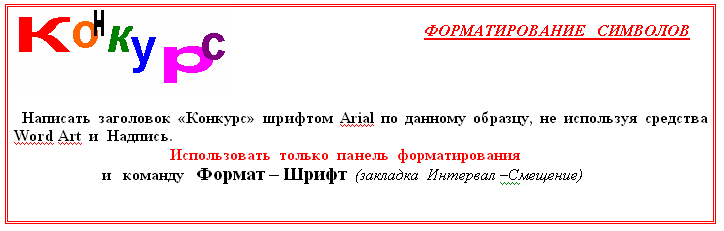 Конкурс
ФОРМАТИРОВАНИЕ СИМВОЛОВ
Написать заголовок «Конкурс» шрифтом Arial по данному образцу, не используя средства
Word Art и Надпись.
Использовать только панель форматирования
и команду Формат – Шрифт (закладка Интервал –Смещение)